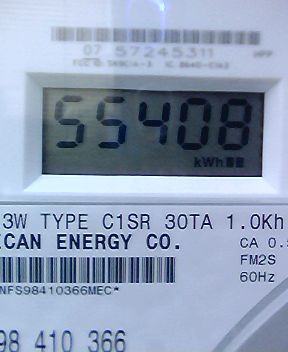 07 57245311
55408
kWh
3W TYPE C1SR 30TA 1.0Kh
ICAN ENERGY CO.
CA 0.5
FM2S
60Hz
NFS98410366MEC*
98 410 366